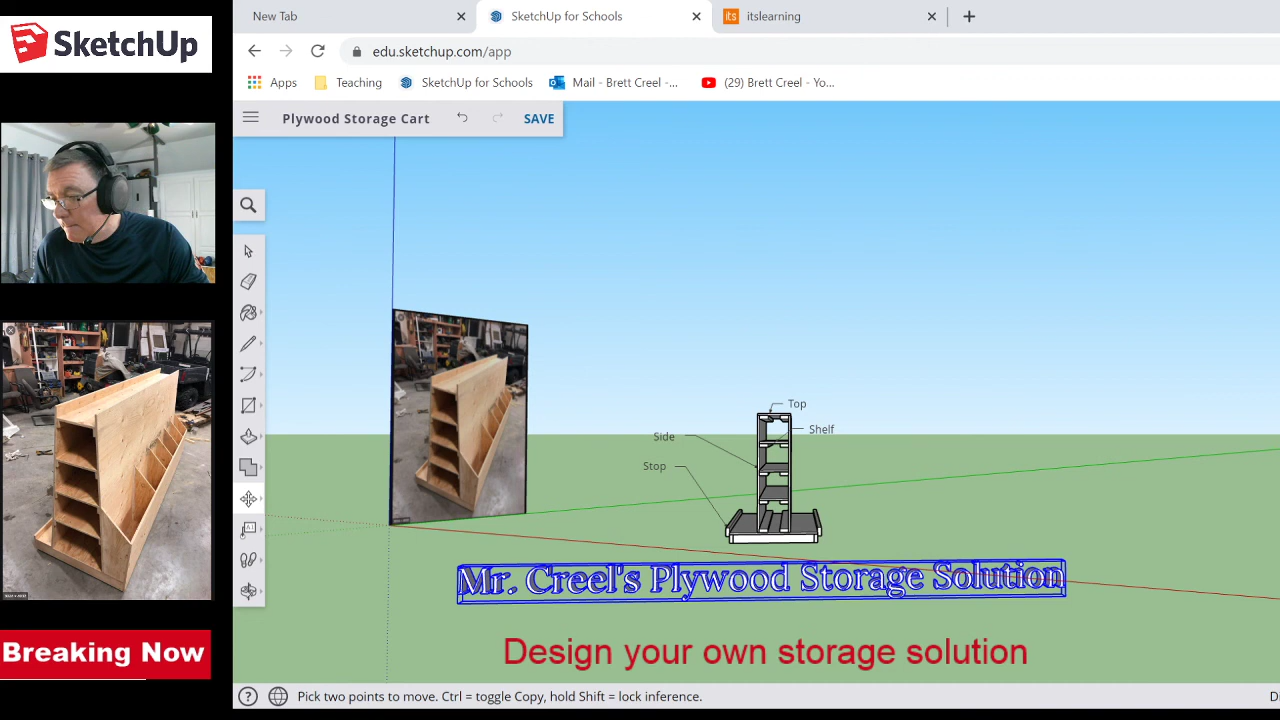 SketchUp
New Tab
SketchUp for Schools
its
itslearning
edu.sketchup.com/app
Apps
Teaching
SketchUp for Schools
Mail - Brett Creel -...
(29) Brett Creel - Yo...
Plywood Storage Cart
SAVE
Top
Shelf
Side
Stop
Mr. Creel's Plywood Storage Solution
Breaking Now
Design your own storage solution
Pick two points to move. Ctrl = toggle Copy, hold Shift = lock inference.